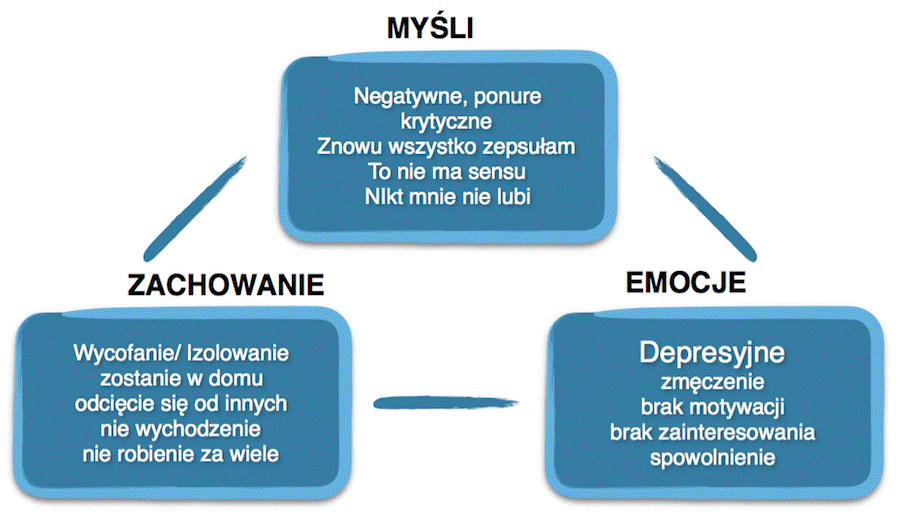 MYŚLI
Negatywne, ponure
krytyczne
Znowu wszystko zepsułam
To nie ma sensu
NIkt mnie nie lubi
ZACHOWANIE
Wycofanie/ Izolowanie
zostanie w domu
odcięcie się od innych
nie wychodzenie
nie robienie za wiele
EMOCJE
Depresyjne
zmęczenie
brak motywacji
brak zainteresowania
spowolnienie